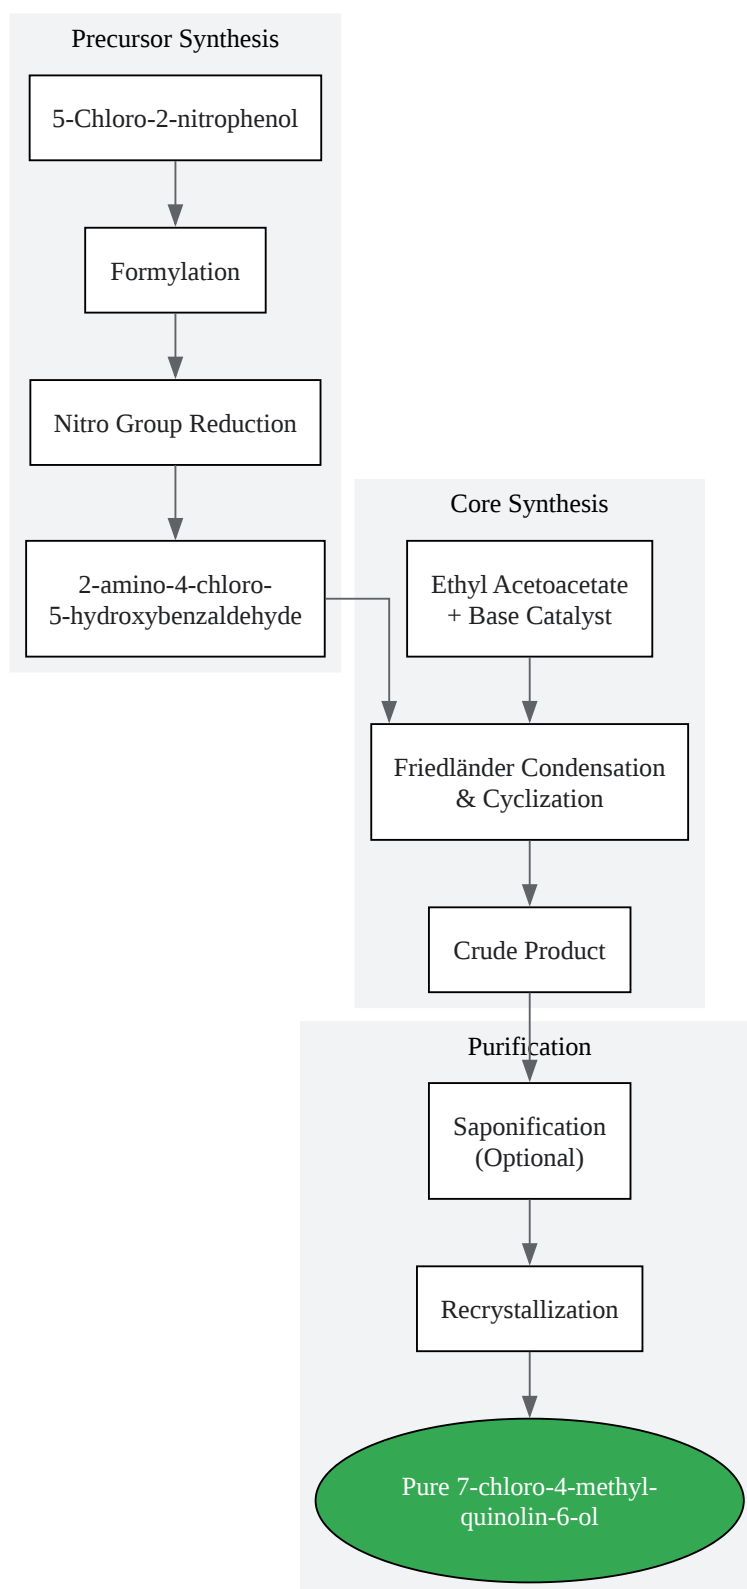 Precursor Synthesis
5-Chloro-2-nitrophenol
Formylation
Nitro Group Reduction
2-amino-4-chloro-
5-hydroxybenzaldehyde
Core Synthesis
Ethyl Acetoacetate
+ Base Catalyst
Friedländer Condensation
& Cyclization
Crude Product
Purification
Saponification
(Optional)
Recrystallization
Pure 7-chloro-4-methyl-
quinolin-6-ol